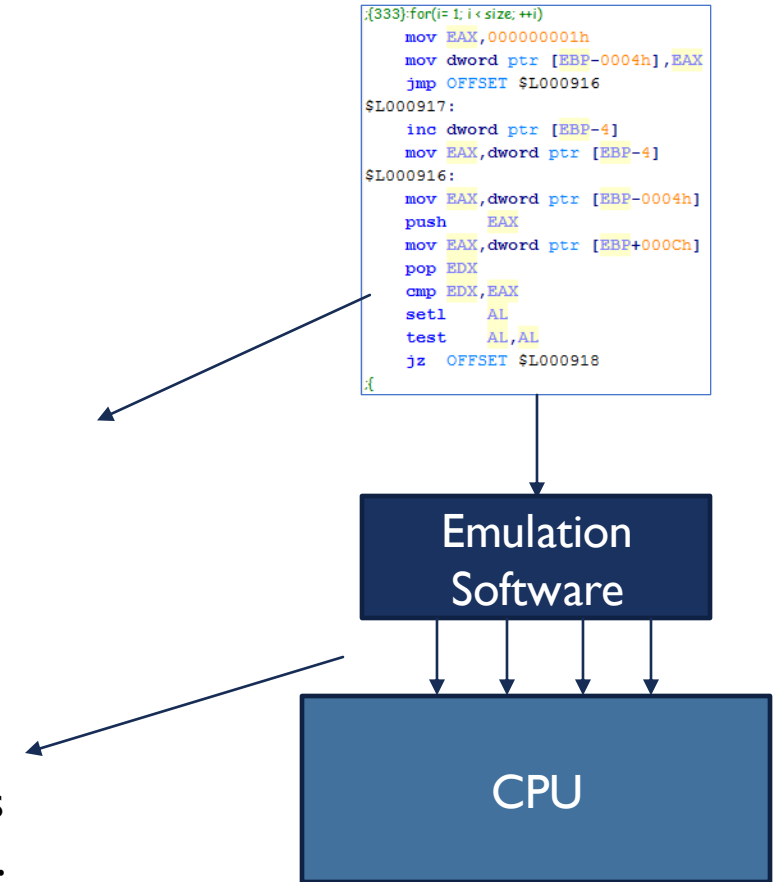 ;{333}:for(i= 1; i < size; ++i)
mov EAX,000000001h
mov dword ptr [EBP-0004h],EAX
jmp OFFSET $L000916
$L000917:
inc dword ptr [EBP-4]
mov EAX,dword ptr [EBP-4]
$L000916:
mov EAX,dword ptr [EBP-0004h]
push EAX
mov EAX,dword ptr [EBP+000Ch]
pop EDX
cmp EDX,EAX
setl AL
test AL,AL
jz OFFSET $L000918
;{
Emulation
Software
CPU
s
.